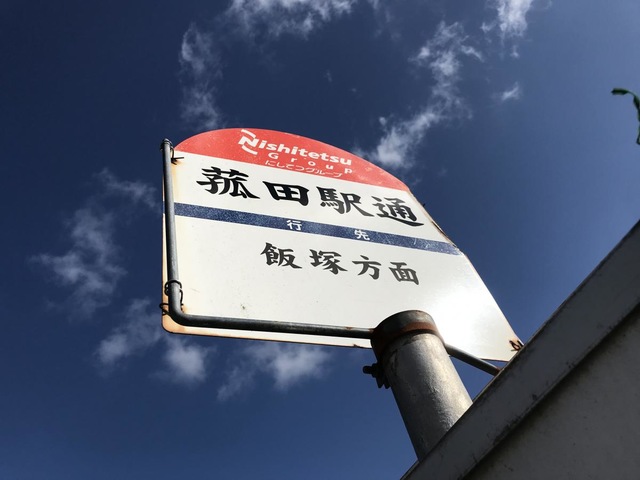 Nishitetsu
Group
にしてつグループ
菰田駅通
行先
飯塚方面